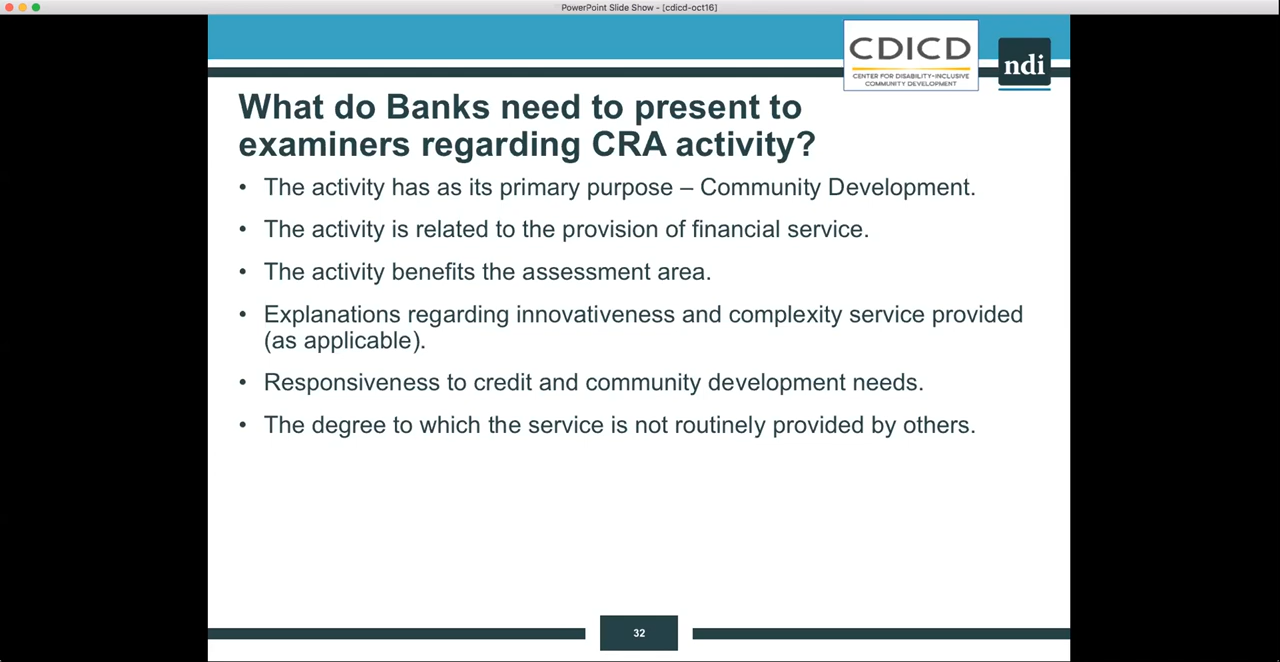 PowerPoint Slide Show - [cdicd-oct16]
CDICD
CENTER FOR DISABILITY-INCLUSIVE
COMMUNITY DEVELOPMENT
ndi
What do Banks need to present to
examiners regarding CRA activity?
• The activity has as its primary purpose – Community Development.
• The activity is related to the provision of financial service.
• The activity benefits the assessment area.
• Explanations regarding innovativeness and complexity service provided
(as applicable).
• Responsiveness to credit and community development needs.
• The degree to which the service is not routinely provided by others.
32